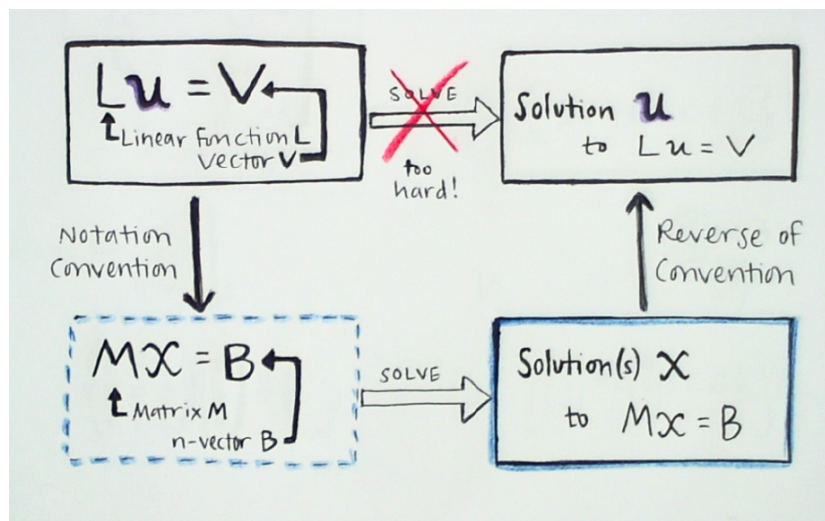 Lu = V
Linear Function L
Vector V
SOLVE
too
hard!
Solution u
to Lu = V
Notation
Convention
Reverse of
Convention
MX = B
Matrix M
n-vector B
SOLVE
Solution(s) X
to MX = B